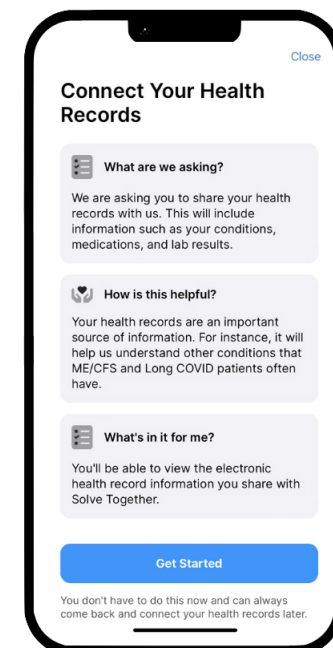 Close
Connect Your Health
Records
What are we asking?
We are asking you to share your health
records with us. This will include
information such as your conditions,
medications, and lab results.
How is this helpful?
Your health records are an important
source of information. For instance, it will
help us understand other conditions that
ME/CFS and Long COVID patients often
have.
What's in it for me?
You'll be able to view the electronic
health record information you share with
Solve Together.
Get Started
You don't have to do this now and can always
come back and connect your health records later.